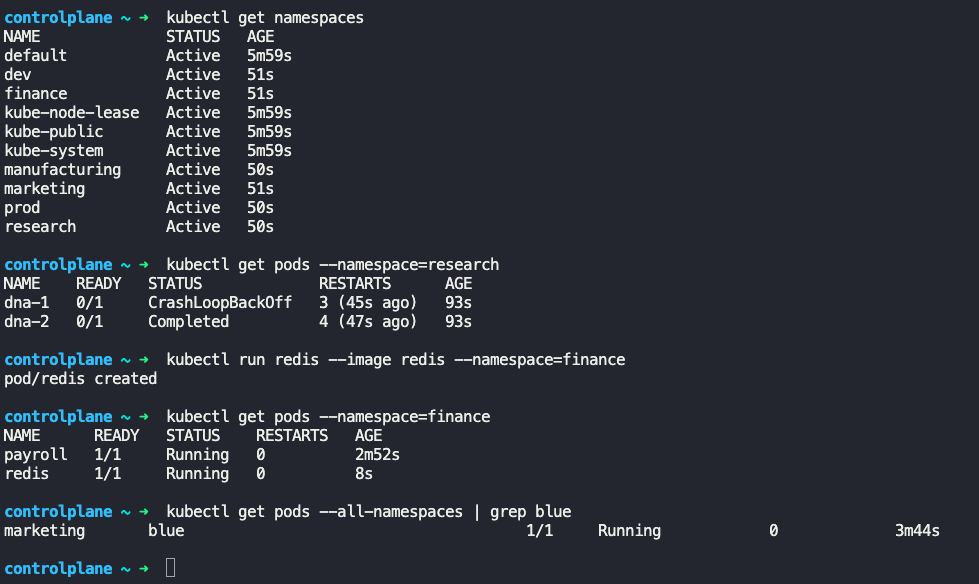 controlplane ~ ➜  kubectl get namespaces
NAME              STATUS   AGE
default           Active   5m59s
dev               Active   51s
finance           Active   51s
kube-node-lease   Active   5m59s
kube-public       Active   5m59s
kube-system       Active   5m59s
manufacturing     Active   50s
marketing         Active   51s
prod              Active   50s
research          Active   50s
controlplane ~ ➜  kubectl get pods --namespace=research
NAME    READY   STATUS             RESTARTS      AGE
dna-1   0/1     CrashLoopBackOff   3 (45s ago)   93s
dna-2   0/1     Completed          4 (47s ago)   93s
controlplane ~ ➜  kubectl run redis --image redis --namespace=finance
pod/redis created
controlplane ~ ➜  kubectl get pods --namespace=finance
NAME      READY   STATUS    RESTARTS   AGE
payroll   1/1     Running   0          2m52s
redis     1/1     Running   0          8s
controlplane ~ ➜  kubectl get pods --all-namespaces | grep blue
marketing       blue                                      1/1     Running            0             3m44s
controlplane ~ ➜